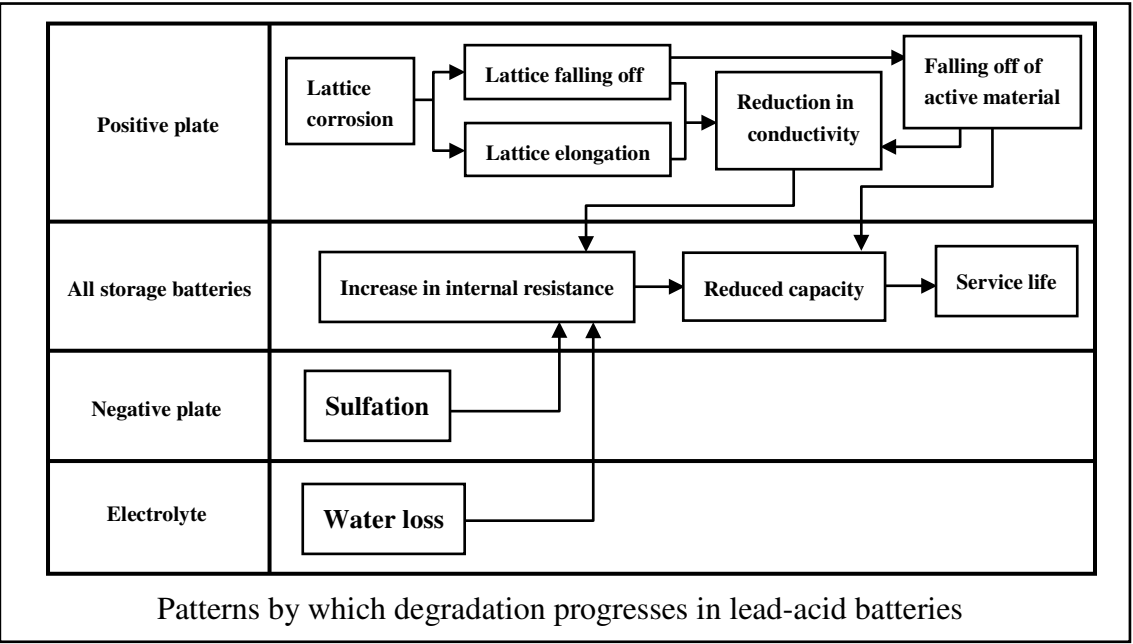 Positive plate
Lattice
corrosion
Lattice falling off
Lattice elongation
Reduction in
conductivity
Falling off of
active material
All storage batteries
Increase in internal resistance
Reduced capacity
Service life
Negative plate
Sulfation
Electrolyte
Water loss
Patterns by which degradation progresses in lead-acid batteries